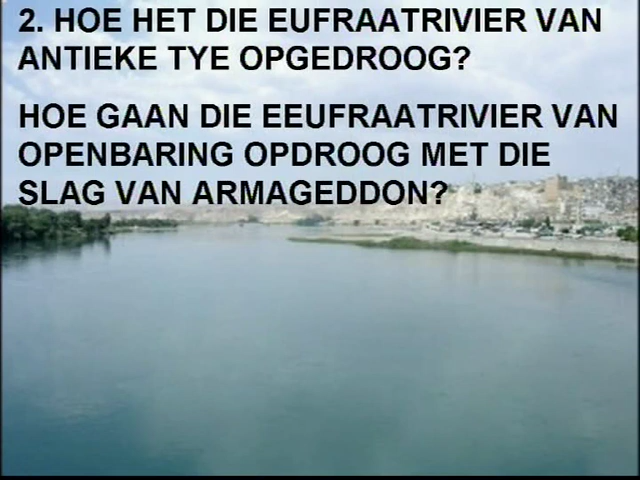 2. HOE HET DIE EUFRAATRIVIER VAN
ANTIEKE TYE OPGEDROOG?
HOE GAAN DIE EEUFRAATRIVIER VAN
OPENBARING OPDROOG MET DIE
SLAG VAN ARMAGEDDON?